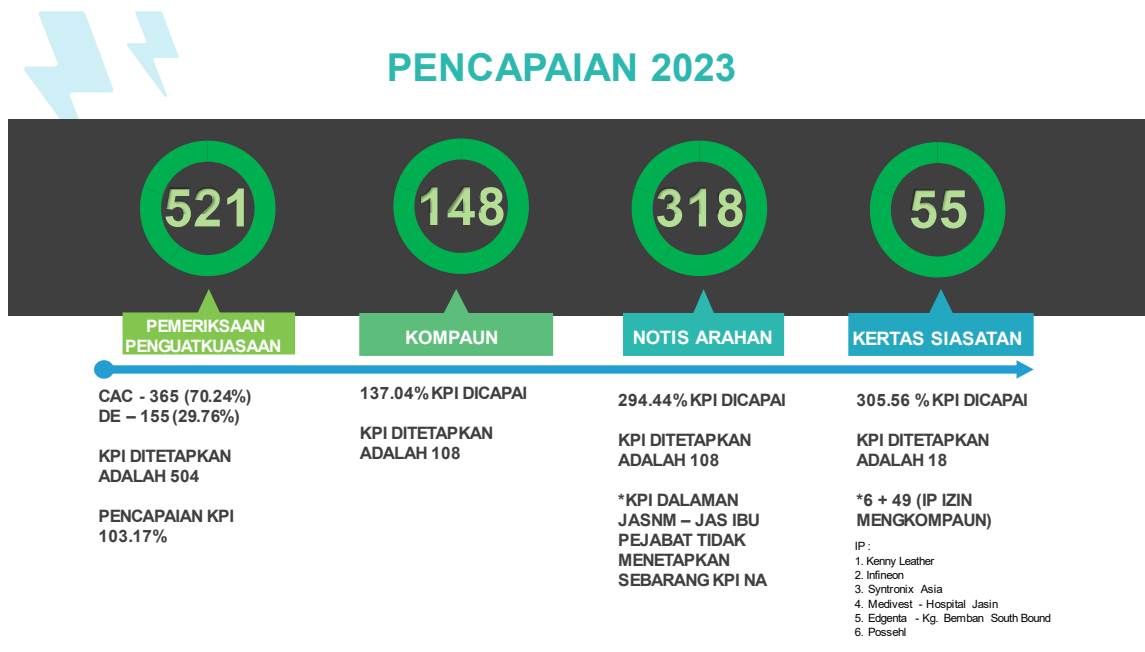 PENCAPAIAN 2023
521
148
318
55
PEMERIKSAAN
PENGUATKUASAAN
KOMPAUN
NOTIS ARAHAN
KERTAS SIASATAN
CAC - 365 (70.24%)
DE – 155 (29.76%)
KPI DITETAPKAN
ADALAH 504
PENCAPAIAN KPI
103.17%
137.04% KPI DICAPAI
KPI DITETAPKAN
ADALAH 108
294.44% KPI DICAPAI
KPI DITETAPKAN
ADALAH 108
*KPI DALAMAN
JASNM – JAS IBU
PEJABAT TIDAK
MENETAPKAN
SEBARANG KPI NA
305.56 % KPI DICAPAI
KPI DITETAPKAN
ADALAH 18
*6 + 49 (IP IZIN
MENGKOMPAUN)
IP :
1. Kenny Leather
2. Infineon
3. Syntronix Asia
4. Medivest - Hospital Jasin
5. Edgenta - Kg. Bemban South Bound
6. Possehl